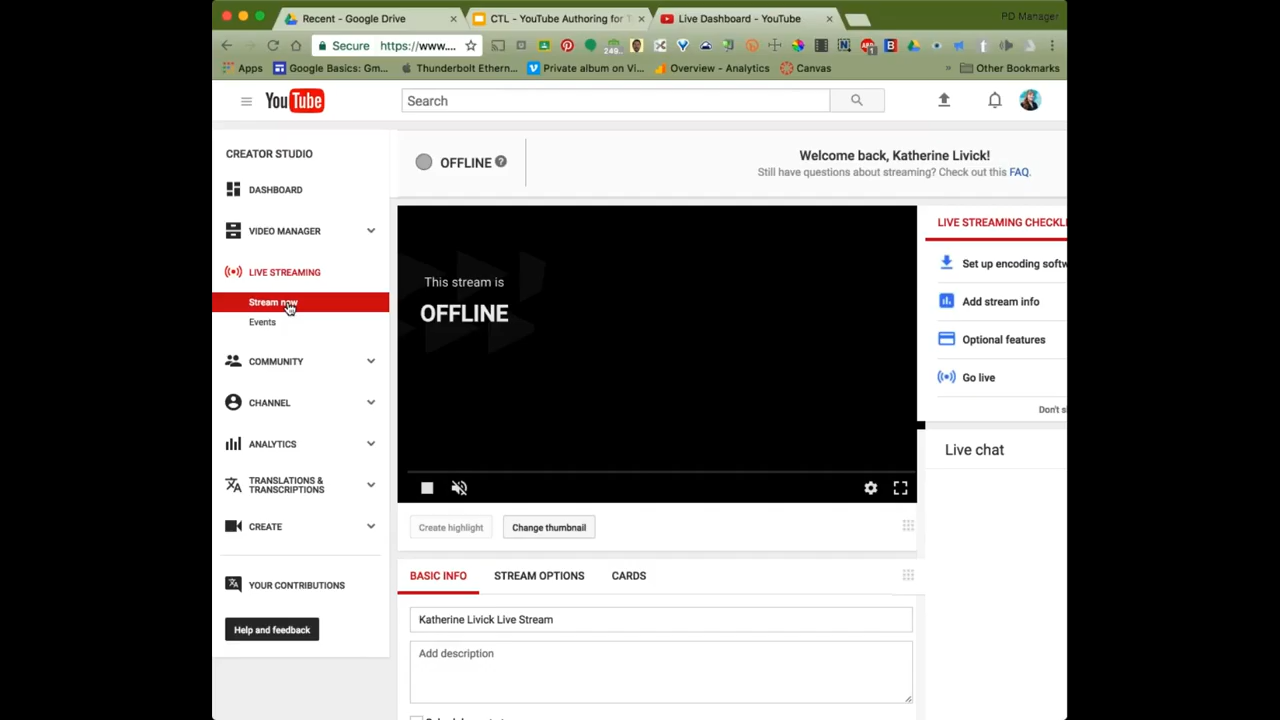 PD Manager
Recent - Google Drive
CTL - YouTube Authoring for
Live Dashboard - YouTube
Secure https://www....
Apps Google Basics: Gm... Thunderbolt Ethern... Private album on Vi... Overview - Analytics Canvas » Other Bookmarks
YouTube
Search
CREATOR STUDIO
DASHBOARD
VIDEO MANAGER
LIVE STREAMING
Stream now
Events
COMMUNITY
CHANNEL
ANALYTICS
TRANSLATIONS &
TRANSCRIPTIONS
CREATE
YOUR CONTRIBUTIONS
Help and feedback
OFFLINE ?
Welcome back, Katherine Livick!
Still have questions about streaming? Check out this FAQ.
This stream is
OFFLINE
Create highlight
Change thumbnail
BASIC INFO
STREAM OPTIONS
CARDS
Katherine Livick Live Stream
Add description
LIVE STREAMING CHECKLI
Set up encoding softw
Add stream info
Optional features
Go live
Don't s
Live chat